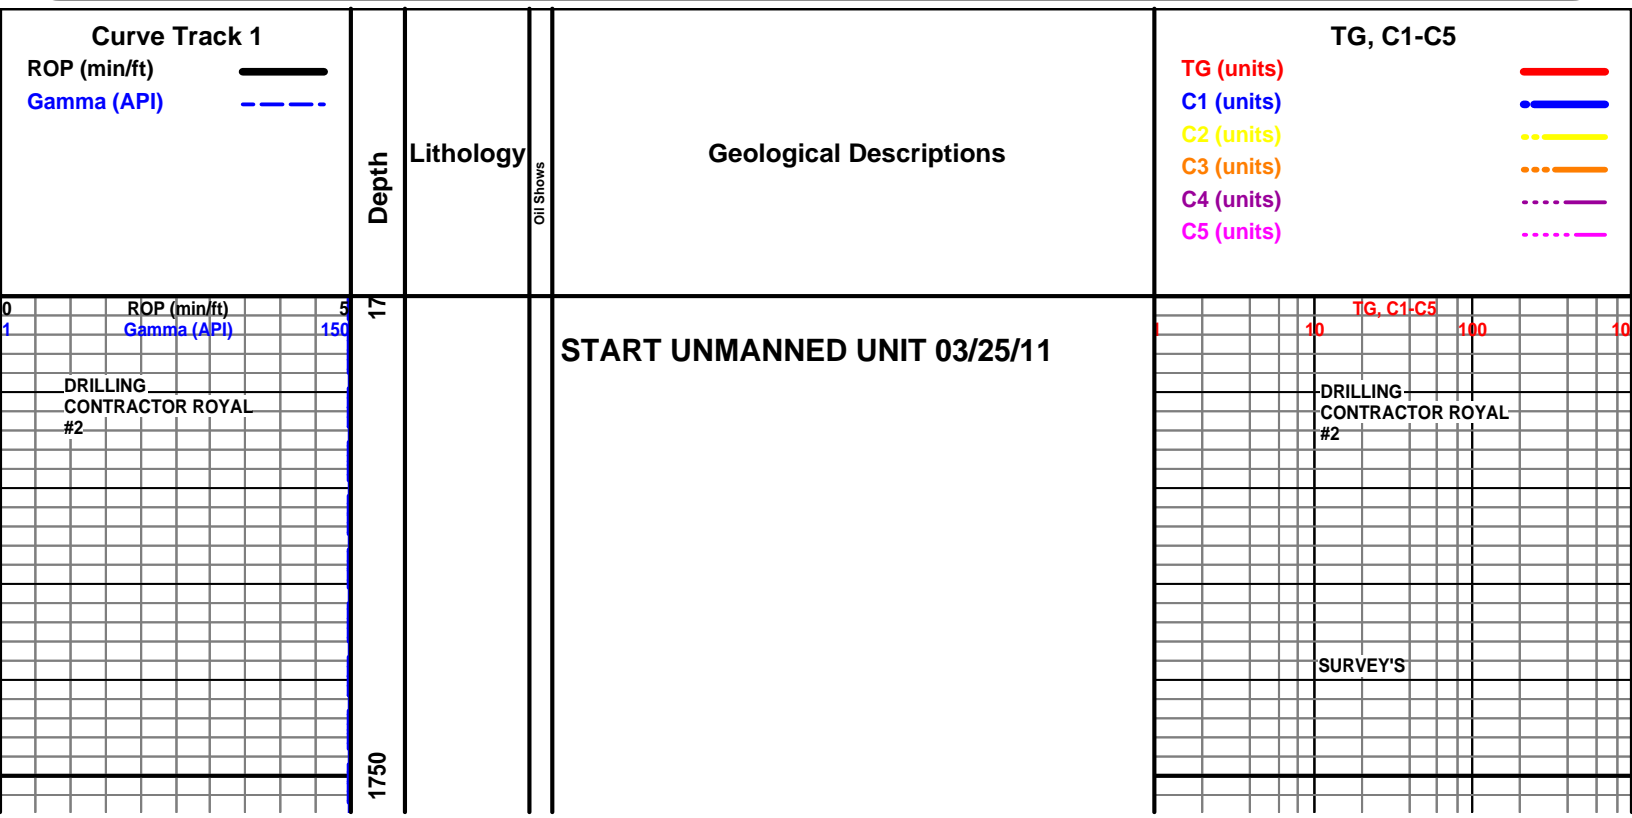 Curve Track 1
ROP (min/ft)
Gamma (API)
Depth
Lithology
Oil Shows
Geological Descriptions
TG, C1-C5
TG (units)
C1 (units)
C2 (units)
C3 (units)
C4 (units)
C5 (units)
0 ROP (min/ft) 5
1 Gamma (API) 150
17
TG, C1-C5
1 10 100 10
START UNMANNED UNIT 03/25/11
DRILLING
CONTRACTOR ROYAL
#2
DRILLING
CONTRACTOR ROYAL
#2
SURVEY'S
1750